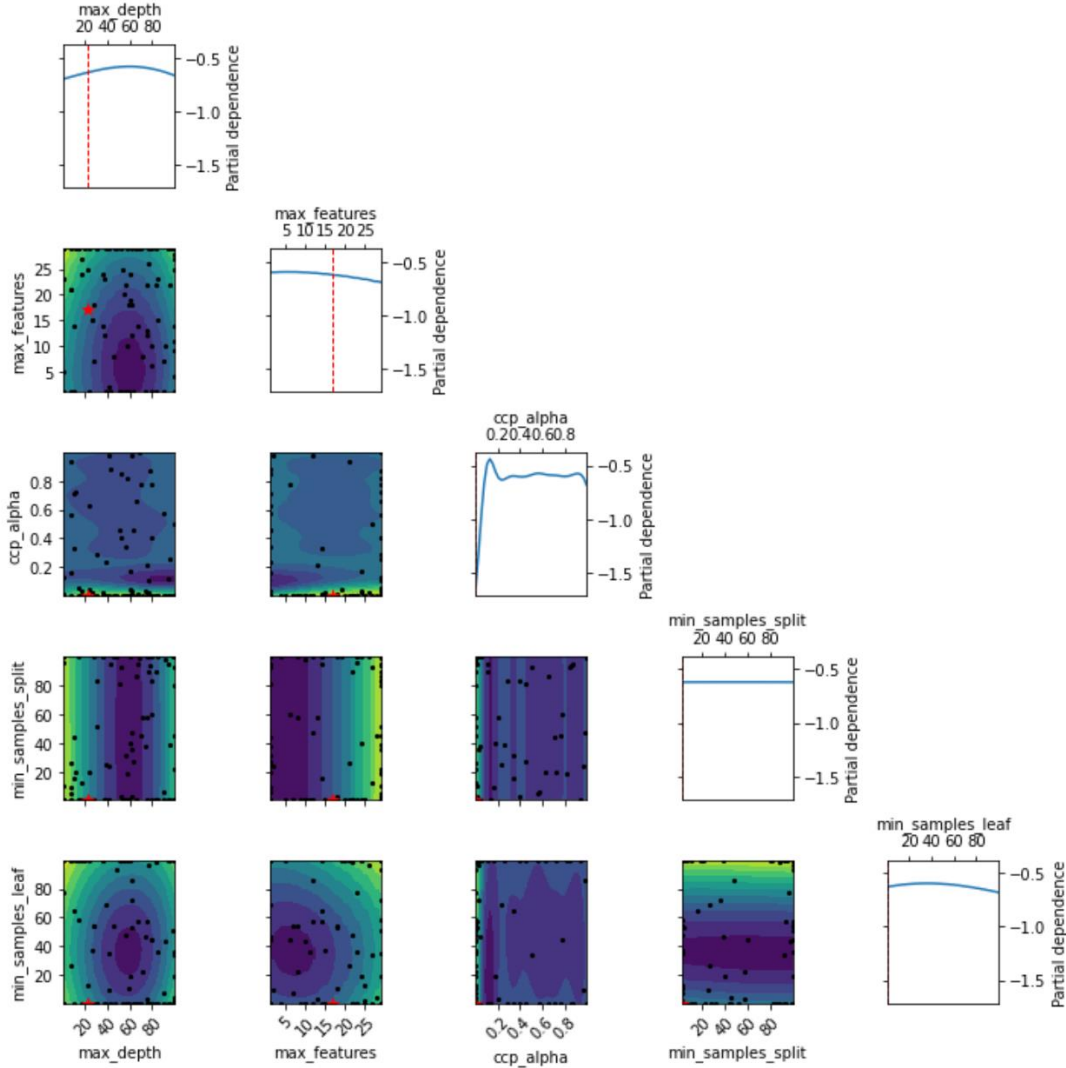 max_depth
20 40 60 80
−0.5
−1.0
−1.5
Partial dependence
max_features
5 10 15 20 25
−0.5
−1.0
−1.5
Partial dependence
25
20
15
10
5
max_features
ccp_alpha
0.20.40.60.8
−0.5
−1.0
−1.5
Partial dependence
0.8
0.6
0.4
0.2
ccp_alpha
min_samples_split
20 40 60 80
−0.5
−1.0
−1.5
Partial dependence
80
60
40
20
min_samples_split
min_samples_leaf
20 40 60 80
−0.5
−1.0
−1.5
Partial dependence
80
60
40
20
min_samples_leaf
20 40 60 80
max_depth
5 10 15 20 25
max_features
0.2 0.4 0.6 0.8
ccp_alpha
20 40 60 80
min_samples_split